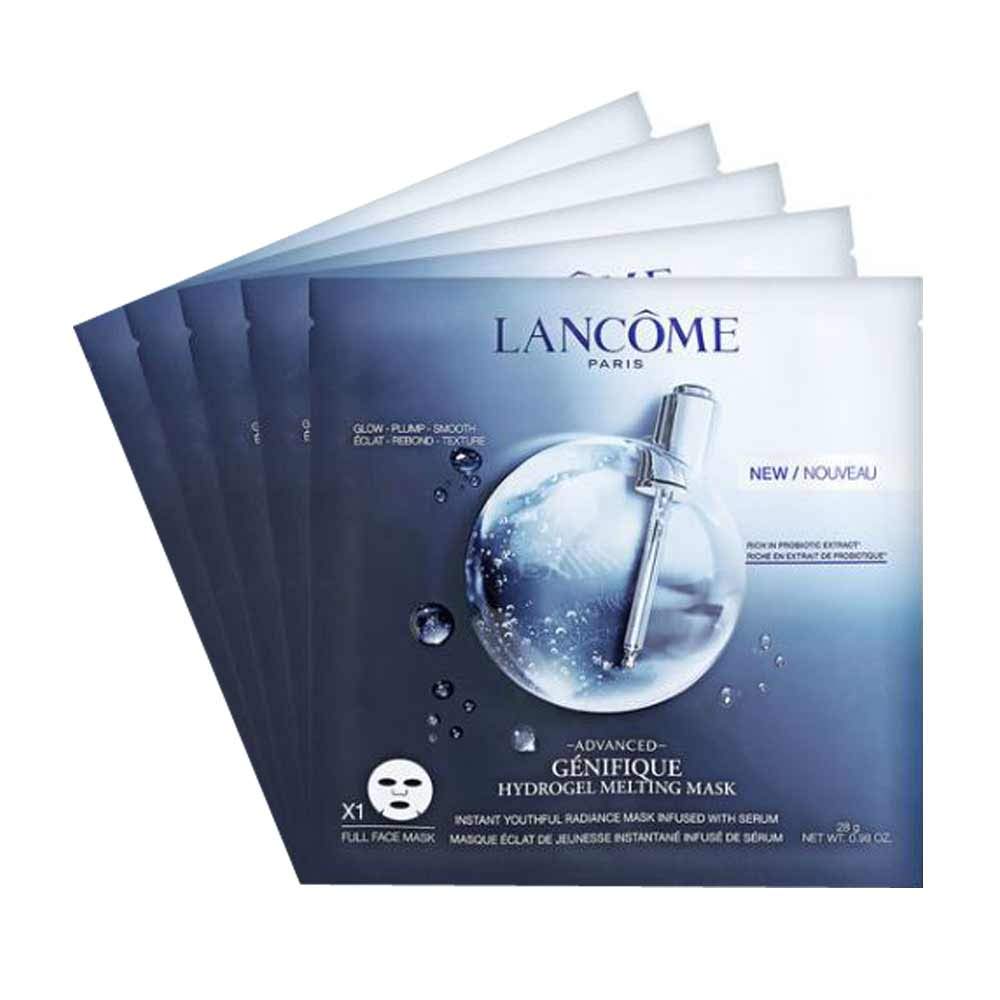 CÔME
LANCÔME
PARIS
GLOW - PLUMP - SMOOTH
ÉCLAT - REBOND - TEXTURE
NEW / NOUVEAU
RICH IN PROBIOTIC EXTRACT*
RICHE EN EXTRAIT DE PROBIOTIQUE*
-ADVANCED-
GÉNIFIQUE
HYDROGEL MELTING MASK
X1
FULL FACE MASK
INSTANT YOUTHFUL RADIANCE MASK INFUSED WITH SERUM
MASQUE ÉCLAT DE JEUNESSE INSTANTANÉ INFUSÉ DE SÉRUM
28 g
NET WT. 0.98 OZ.